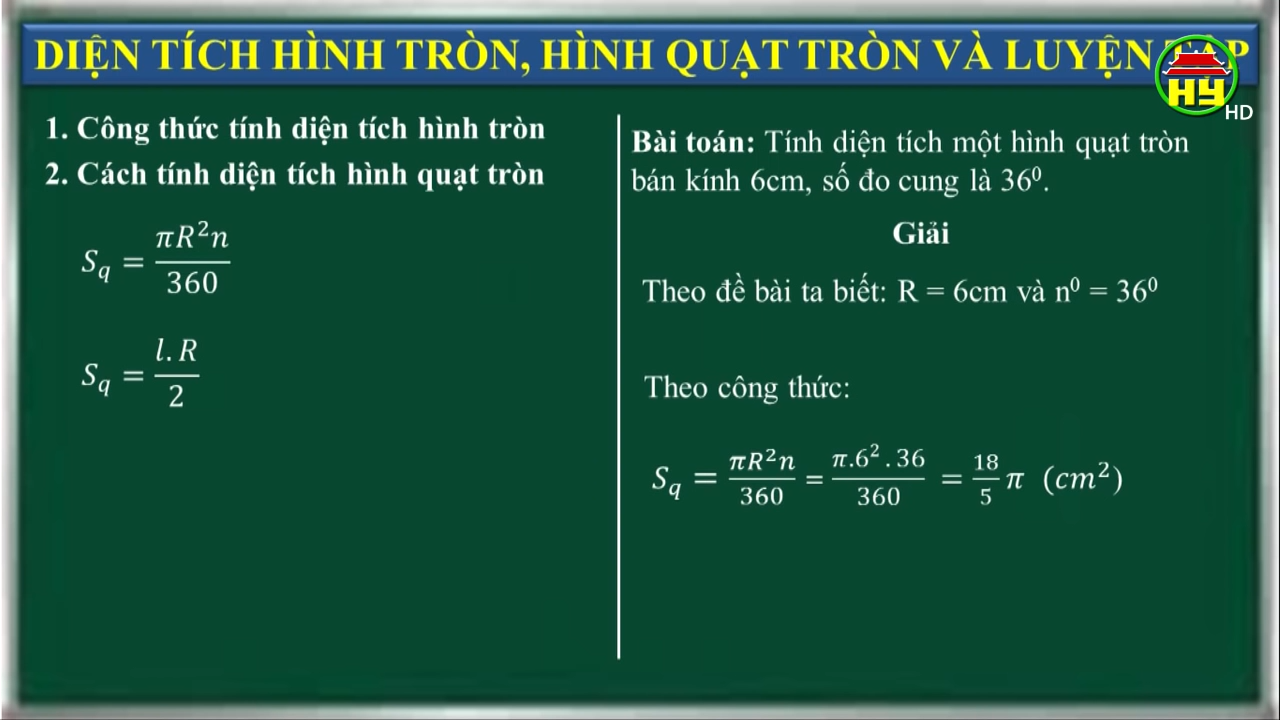 DIỆN TÍCH HÌNH TRÒN, HÌNH QUẠT TRÒN VÀ LUYỆN TẬP
HY
HD
1. Công thức tính diện tích hình tròn
2. Cách tính diện tích hình quạt tròn
S_q = πR²n / 360
S_q = l.R / 2
Bài toán: Tính diện tích một hình quạt tròn
bán kính 6cm, số đo cung là 36⁰.
Giải
Theo đề bài ta biết: R = 6cm và n⁰ = 36⁰
Theo công thức:
S_q = πR²n / 360 = π.6² . 36 / 360 = 18/5 π (cm²)